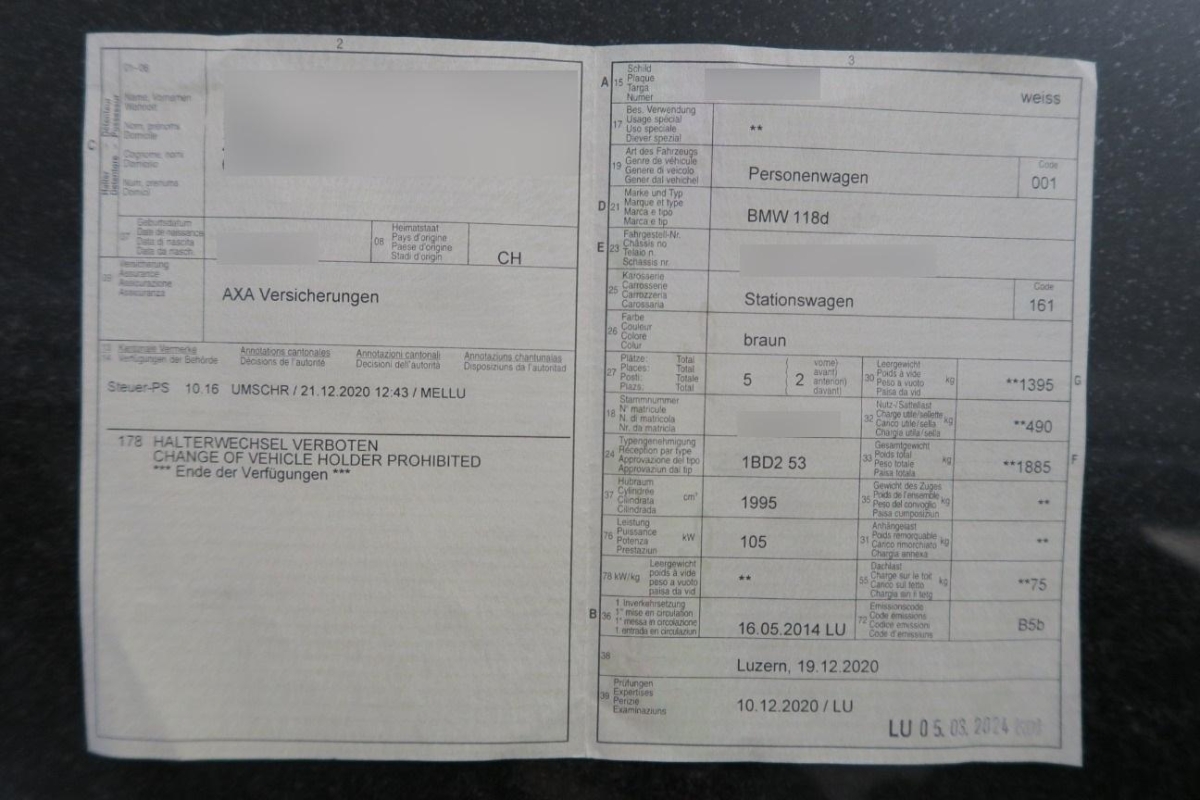 2
01-06
Name, Vornamen
Wohnort
Nom, prénoms
Domicile
Cognome, nomi
Domicilio
Num, prenums
Domicil
C
Halter
Détenteur
Detentore
Possessur
07
Geburtsdatum
Date de naissance
Data di nascita
Data da nasch.
08
Heimatstaat
Pays d'origine
Paese d'origine
Stadi d'origin
CH
09
Versicherung
Assurance
Assicurazione
Assicuranza
AXA Versicherungen
13
14
Kantonale Vermerke
Verfügungen der Behörde
Annotations cantonales
Décisions de l'autorité
Annotazioni cantonali
Decisioni dell'autorità
Annotaziuns chantunalas
Disposiziuns da l'autoritad
Steuer-PS 10.16 UMSCHR / 21.12.2020 12:43 / MELLU
178 HALTERWECHSEL VERBOTEN
CHANGE OF VEHICLE HOLDER PROHIBITED
*** Ende der Verfügungen ***
3
A 15
Schild
Plaque
Targa
Numer
weiss
17
Bes. Verwendung
Usage spécial
Uso speciale
Diever spezial
**
19
Art des Fahrzeugs
Genre de véhicule
Genere di veicolo
Gener dal vehichel
Personenwagen
Code
001
D 21
Marke und Typ
Marque et type
Marca e tipo
Marca e tip
BMW 118d
E 23
Fahrgestell-Nr.
Châssis no
Telaio n.
Schassis nr.
25
Karosserie
Carrosserie
Carrozzeria
Carossaria
Stationswagen
Code
161
26
Farbe
Couleur
Colore
Colur
braun
27
Plätze: Total
Places: Total
Posti: Totale
Plazs: Total
5
2
vorne)
avant)
anteriori)
davant)
30
Leergewicht
Poids à vide
Peso a vuoto
Paisa da vid
kg
**1395
G
18
Stammnummer
N° matricule
N. di matricola
Nr. da matricla
32
Nutz-/Sattellast
Charge utile/sellette
Carico utile/sella
Chargia utila/sella
kg
**490
24
Typengenehmigung
Réception par type
Approvazione del tipo
Approvaziun dal tip
1BD2 53
33
Gesamtgewicht
Poids total
Peso totale
Paisa totala
kg
**1885
F
37
Hubraum
Cylindrée
Cilindrata
Cilindrada
cm³
1995
35
Gewicht des Zuges
Poids de l'ensemble
Peso del convoglio
Paisa cumposiziun
kg
**
76
Leistung
Puissance
Potenza
Prestaziun
kW
105
31
Anhängelast
Poids remorquable
Carico rimorchiato
Chargia annexa
kg
**
78 kW/kg
Leergewicht
poids à vide
peso a vuoto
paisa da vid
**
55
Dachlast
Charge sur le toit
Carico sul tetto
Chargia sin il tetg
kg
**75
B 36
1. Inverkehrsetzung
1re mise en circulation
1a messa in circolazione
1. entrada en circulaziun
16.05.2014 LU
72
Emissionscode
Code émissions
Codice emissioni
Code d'emissiuns
B5b
38
Luzern, 19.12.2020
39
Prüfungen
Expertises
Perizie
Examinaziuns
10.12.2020 / LU
LU 05. 03. 2024